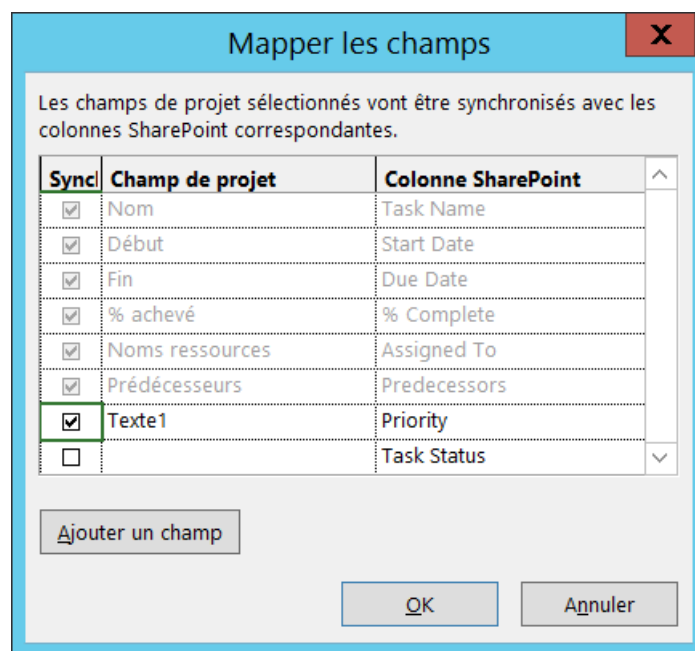 Mapper les champs
X
Les champs de projet sélectionnés vont être synchronisés avec les
colonnes SharePoint correspondantes.
Syncl Champ de projet Colonne SharePoint
Nom Task Name
Début Start Date
Fin Due Date
% achevé % Complete
Noms ressources Assigned To
Prédécesseurs Predecessors
Texte1 Priority
Task Status
Ajouter un champ
OK Annuler